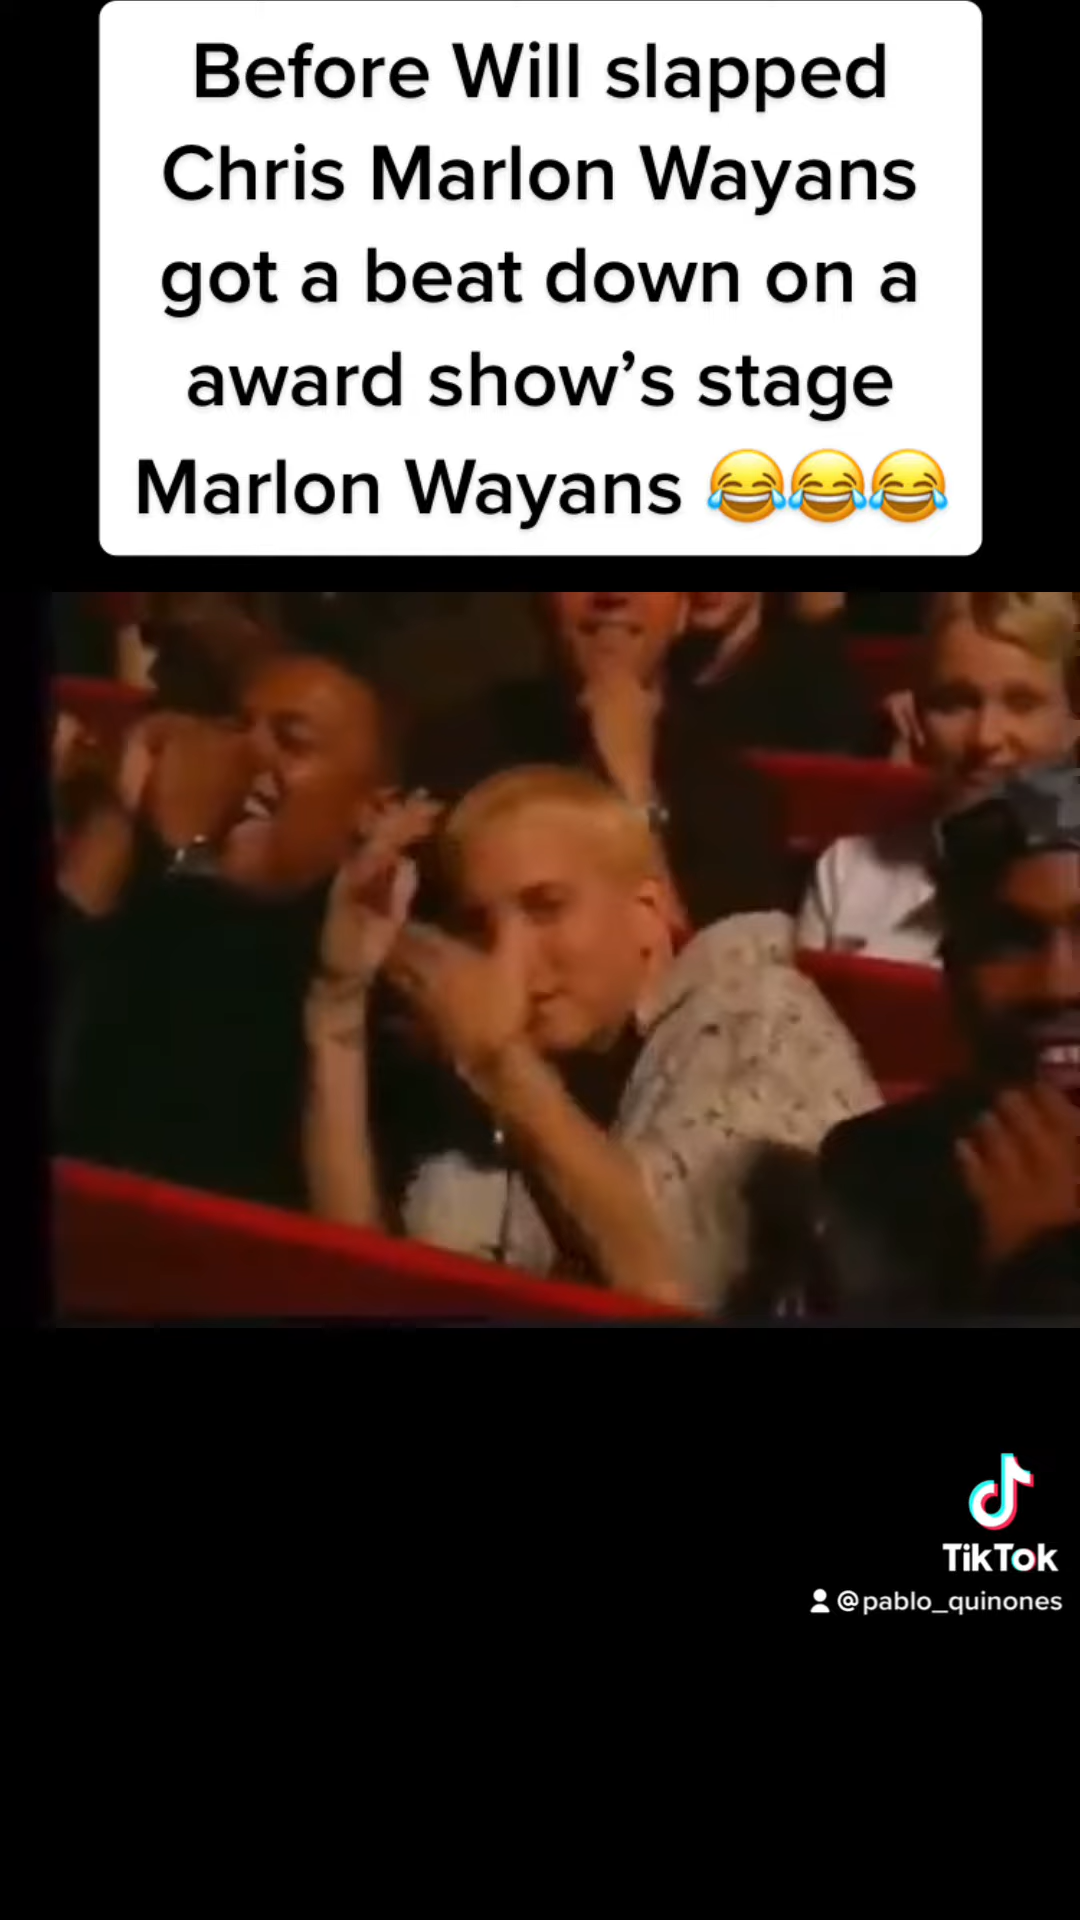 Before Will slapped
Chris Marlon Wayans
got a beat down on a
award show’s stage
Marlon Wayans 😂😂😂
TikTok
@pablo_quinones